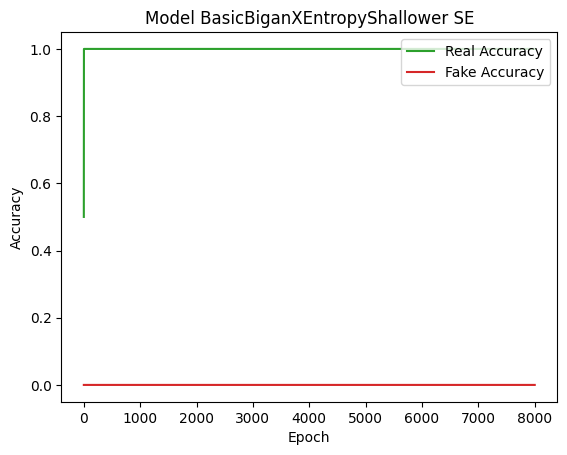 Model BasicBiganXEntropyShallower SE
Real Accuracy
Fake Accuracy
1.0
0.8
0.6
0.4
0.2
0.0
Accuracy
0 1000 2000 3000 4000 5000 6000 7000 8000
Epoch